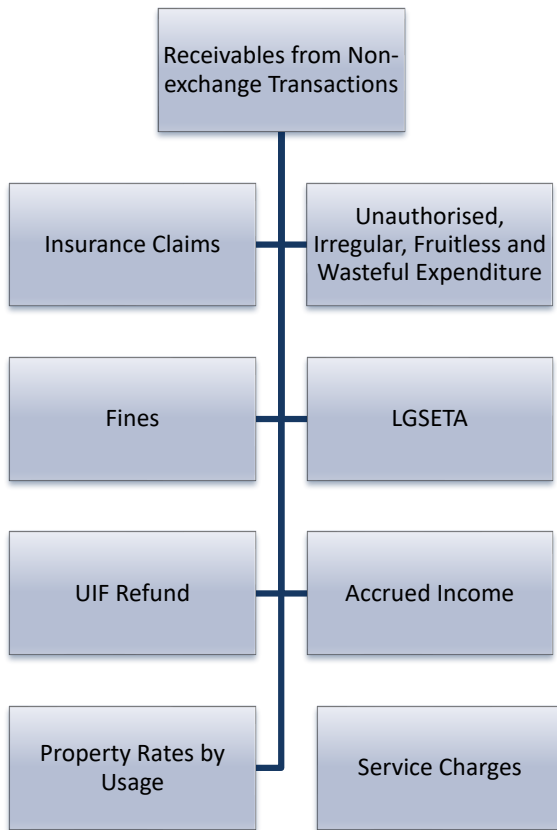 Receivables from Non-
exchange Transactions
Insurance Claims
Unauthorised,
Irregular, Fruitless and
Wasteful Expenditure
Fines
LGSETA
UIF Refund
Accrued Income
Property Rates by
Usage
Service Charges